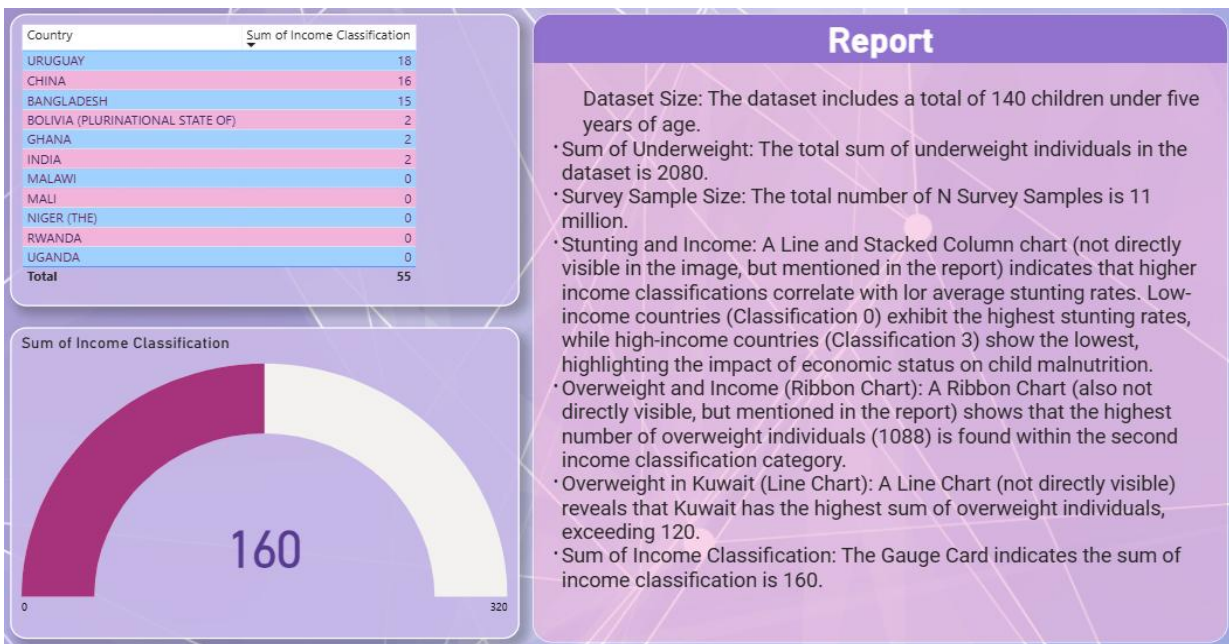 Country Sum of Income Classification
URUGUAY 18
CHINA 16
BANGLADESH 15
BOLIVIA (PLURINATIONAL STATE OF) 2
GHANA 2
INDIA 2
MALAWI 0
MALI 0
NIGER (THE) 0
RWANDA 0
UGANDA 0
Total 55
Sum of Income Classification
160
0 320
Report
Dataset Size: The dataset includes a total of 140 children under five
years of age.
· Sum of Underweight: The total sum of underweight individuals in the
dataset is 2080.
· Survey Sample Size: The total number of N Survey Samples is 11
million.
· Stunting and Income: A Line and Stacked Column chart (not directly
visible in the image, but mentioned in the report) indicates that higher
income classifications correlate with lor average stunting rates. Low-
income countries (Classification 0) exhibit the highest stunting rates,
while high-income countries (Classification 3) show the lowest,
highlighting the impact of economic status on child malnutrition.
· Overweight and Income (Ribbon Chart): A Ribbon Chart (also not
directly visible, but mentioned in the report) shows that the highest
number of overweight individuals (1088) is found within the second
income classification category.
· Overweight in Kuwait (Line Chart): A Line Chart (not directly visible)
reveals that Kuwait has the highest sum of overweight individuals,
exceeding 120.
· Sum of Income Classification: The Gauge Card indicates the sum of
income classification is 160.